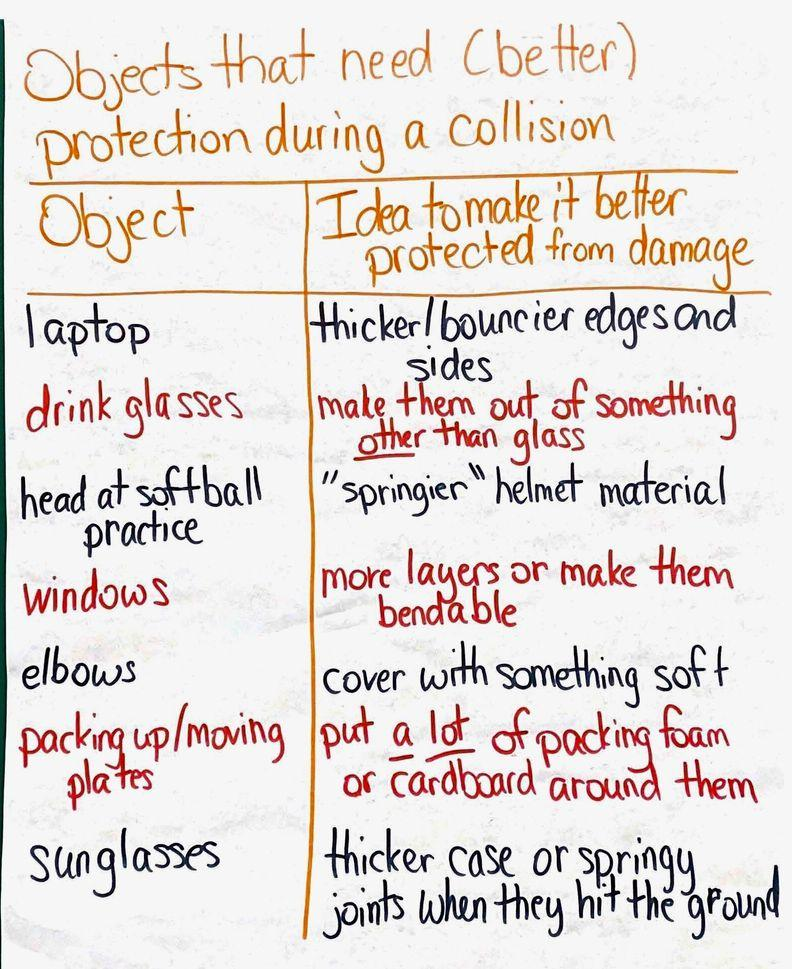 Objects that need (better)
protection during a collision
Object
Idea to make it better
protected from damage
laptop
thicker/bouncier edges and
sides
drink glasses
make them out of something
other than glass
head at softball
practice
"springier" helmet material
windows
more layers or make them
bendable
elbows
cover with something soft
packing up/moving
plates
put a lot of packing foam
or cardboard around them
sunglasses
thicker case or springy
joints when they hit the ground